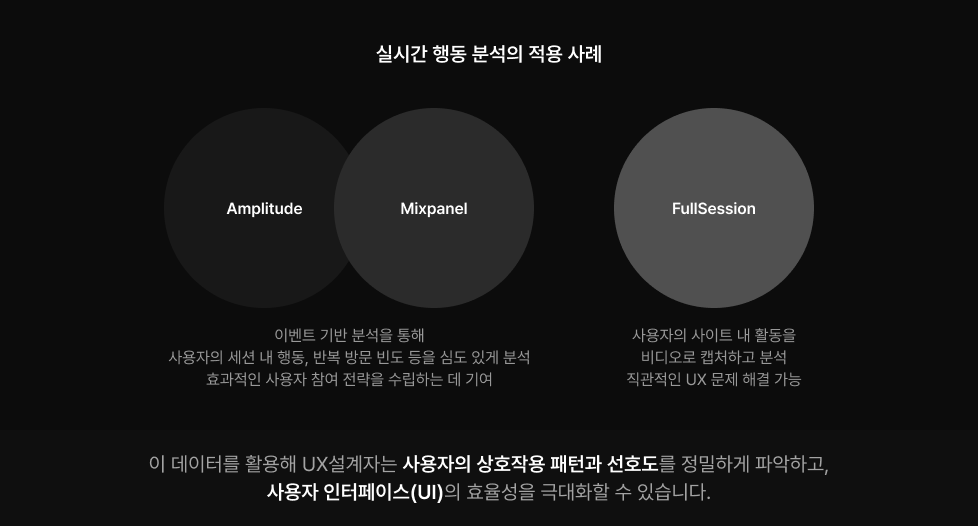 실시간 행동 분석의 적용 사례
Amplitude
Mixpanel
FullSession
이벤트 기반 분석을 통해
사용자의 세션 내 행동, 반복 방문 빈도 등을 심도 있게 분석
효과적인 사용자 참여 전략을 수립하는 데 기여
사용자의 사이트 내 활동을
비디오로 캡처하고 분석
직관적인 UX 문제 해결 가능
이 데이터를 활용해 UX설계자는 사용자의 상호작용 패턴과 선호도를 정밀하게 파악하고,
사용자 인터페이스(UI)의 효율성을 극대화할 수 있습니다.